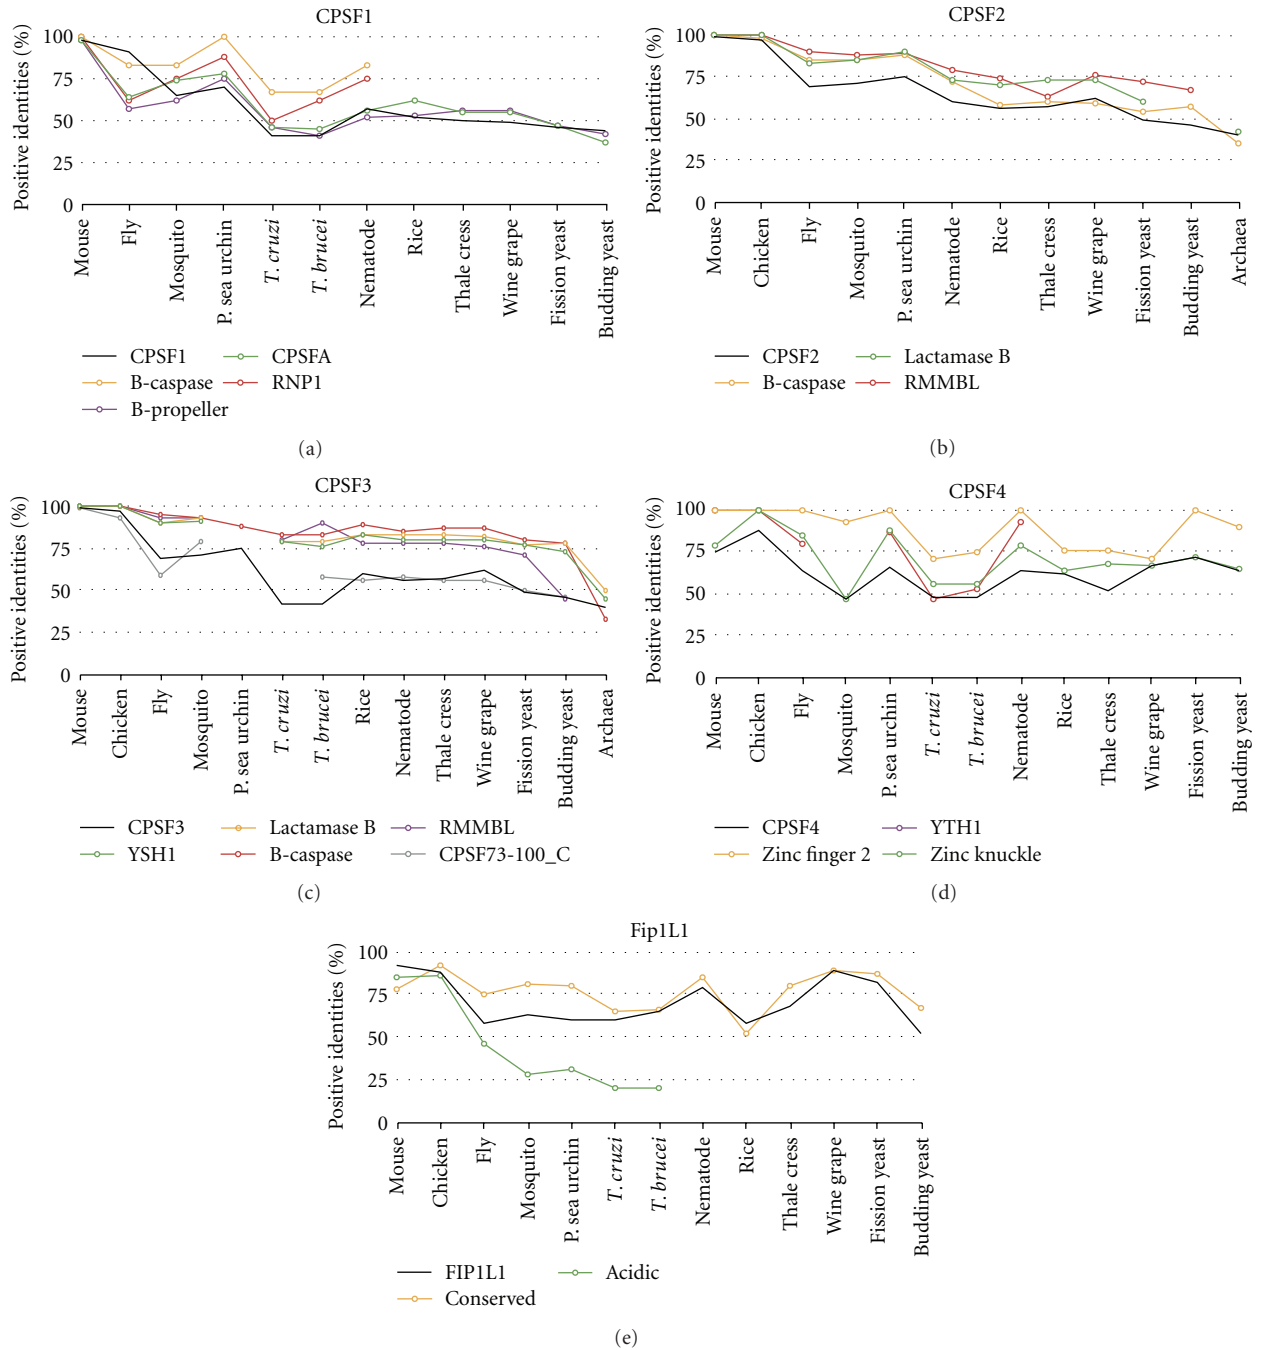 CPSF1
Positive identities (%)
100
75
50
25
0
Mouse
Fly
Mosquito
P. sea urchin
T. cruzi
T. brucei
Nematode
Rice
Thale cress
Wine grape
Fission yeast
Budding yeast
CPSF1
CPSFA
B-caspase
RNP1
B-propeller
(a)
CPSF2
Positive identities (%)
100
75
50
25
0
Mouse
Chicken
Fly
Mosquito
P. sea urchin
Nematode
Rice
Thale cress
Wine grape
Fission yeast
Budding yeast
Archaea
CPSF2
Lactamase B
B-caspase
RMMBL
(b)
CPSF3
Positive identities (%)
100
75
50
25
0
Mouse
Chicken
Fly
Mosquito
P. sea urchin
T. cruzi
T. brucei
Rice
Nematode
Thale cress
Wine grape
Fission yeast
Budding yeast
Archaea
CPSF3
Lactamase B
RMMBL
YSH1
B-caspase
CPSF73-100_C
(c)
CPSF4
Positive identities (%)
100
75
50
25
0
Mouse
Chicken
Fly
Mosquito
P. sea urchin
T. cruzi
T. brucei
Nematode
Rice
Thale cress
Wine grape
Fission yeast
Budding yeast
CPSF4
YTH1
Zinc finger 2
Zinc knuckle
(d)
Fip1L1
Positive identities (%)
100
75
50
25
0
Mouse
Chicken
Fly
Mosquito
P. sea urchin
T. cruzi
T. brucei
Nematode
Rice
Thale cress
Wine grape
Fission yeast
Budding yeast
FIP1L1
Acidic
Conserved
(e)